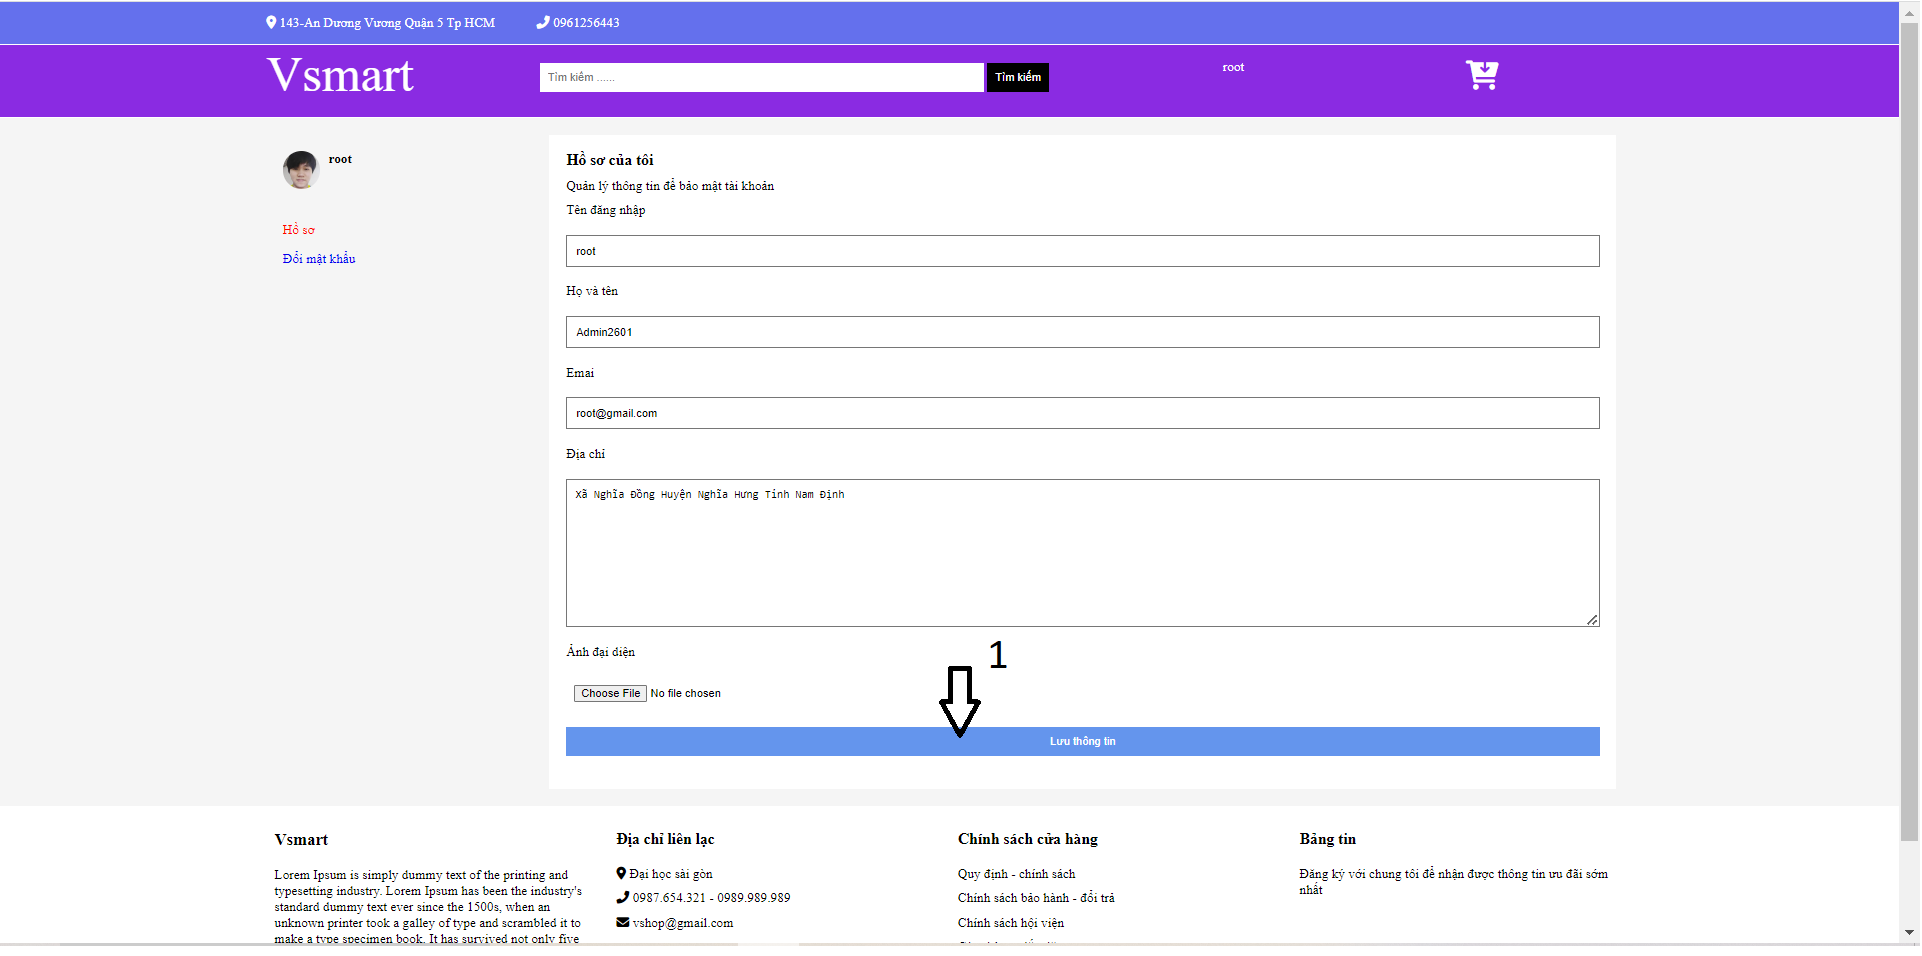 143-An Dương Vương Quận 5 Tp HCM 0961256443
Vsmart
Tìm kiếm ......
Tìm kiếm
root
root
Hồ sơ
Đổi mật khẩu
Hồ sơ của tôi
Quản lý thông tin để bảo mật tài khoản
Tên đăng nhập
root
Họ và tên
Admin2601
Emai
root@gmail.com
Địa chỉ
Xã Nghĩa Đồng Huyện Nghĩa Hưng Tỉnh Nam Định
Ảnh đại diện
1
Choose File No file chosen
Lưu thông tin
Vsmart
Lorem Ipsum is simply dummy text of the printing and
typesetting industry. Lorem Ipsum has been the industry's
standard dummy text ever since the 1500s, when an
unknown printer took a galley of type and scrambled it to
make a type specimen book. It has survived not only five
Địa chỉ liên lạc
Đại học sài gòn
0987.654.321 - 0989.989.989
vshop@gmail.com
Chính sách cửa hàng
Quy định - chính sách
Chính sách bảo hành - đổi trả
Chính sách hội viện
Bảng tin
Đăng ký với chung tôi để nhận được thông tin ưu đãi sớm
nhất